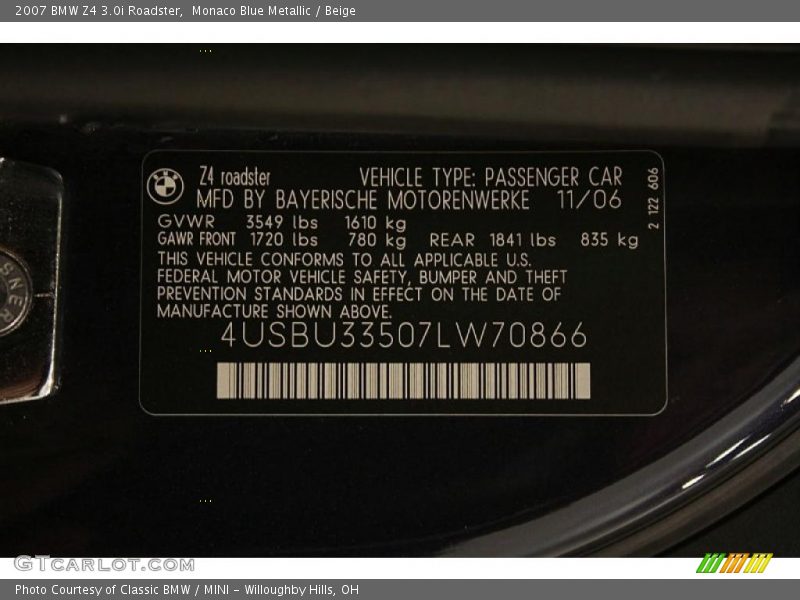 2007 BMW Z4 3.0i Roadster,  Monaco Blue Metallic / Beige
Z4 roadster VEHICLE TYPE: PASSENGER CAR
MFD BY BAYERISCHE MOTORENWERKE 11/06
GVWR 3549 lbs 1610 kg
GAWR FRONT 1720 lbs 780 kg REAR 1841 lbs 835 kg
THIS VEHICLE CONFORMS TO ALL APPLICABLE U.S.
FEDERAL MOTOR VEHICLE SAFETY, BUMPER AND THEFT
PREVENTION STANDARDS IN EFFECT ON THE DATE OF
MANUFACTURE SHOWN ABOVE.
4USBU33507LW70866
2 122 606
GTCARLOT.COM
Photo Courtesy of Classic BMW / MINI - Willoughby Hills, OH